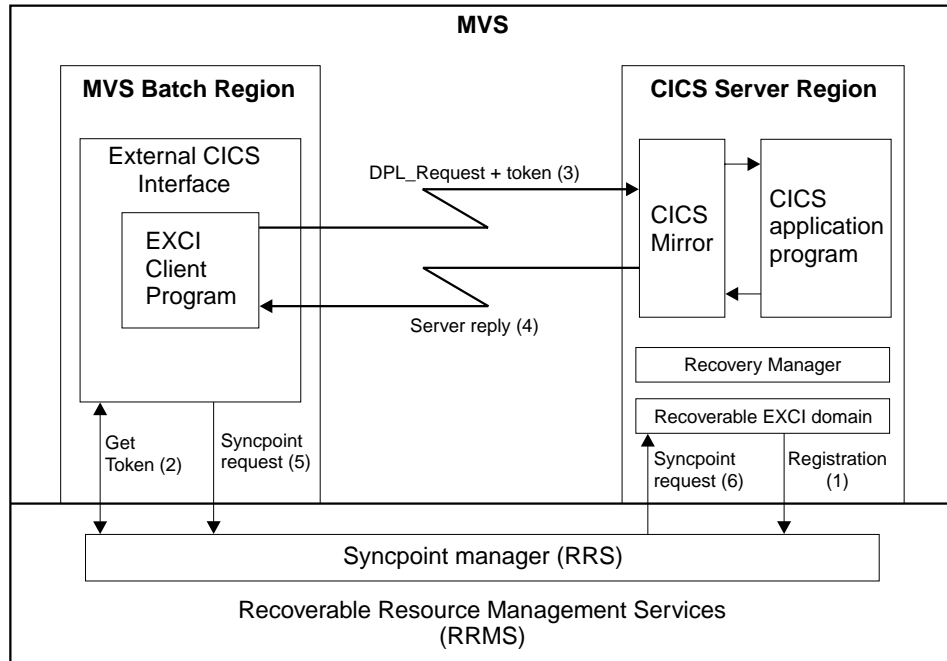 MVS
MVS Batch Region
CICS Server Region
External CICS
Interface
EXCI
Client
Program
DPL_Request + token (3)
Server reply (4)
CICS
Mirror
CICS
application
program
Recovery Manager
Recoverable EXCI domain
Get
Token (2)
Syncpoint
request (5)
Syncpoint
request (6)
Registration
(1)
Syncpoint manager (RRS)
Recoverable Resource Management Services
(RRMS)